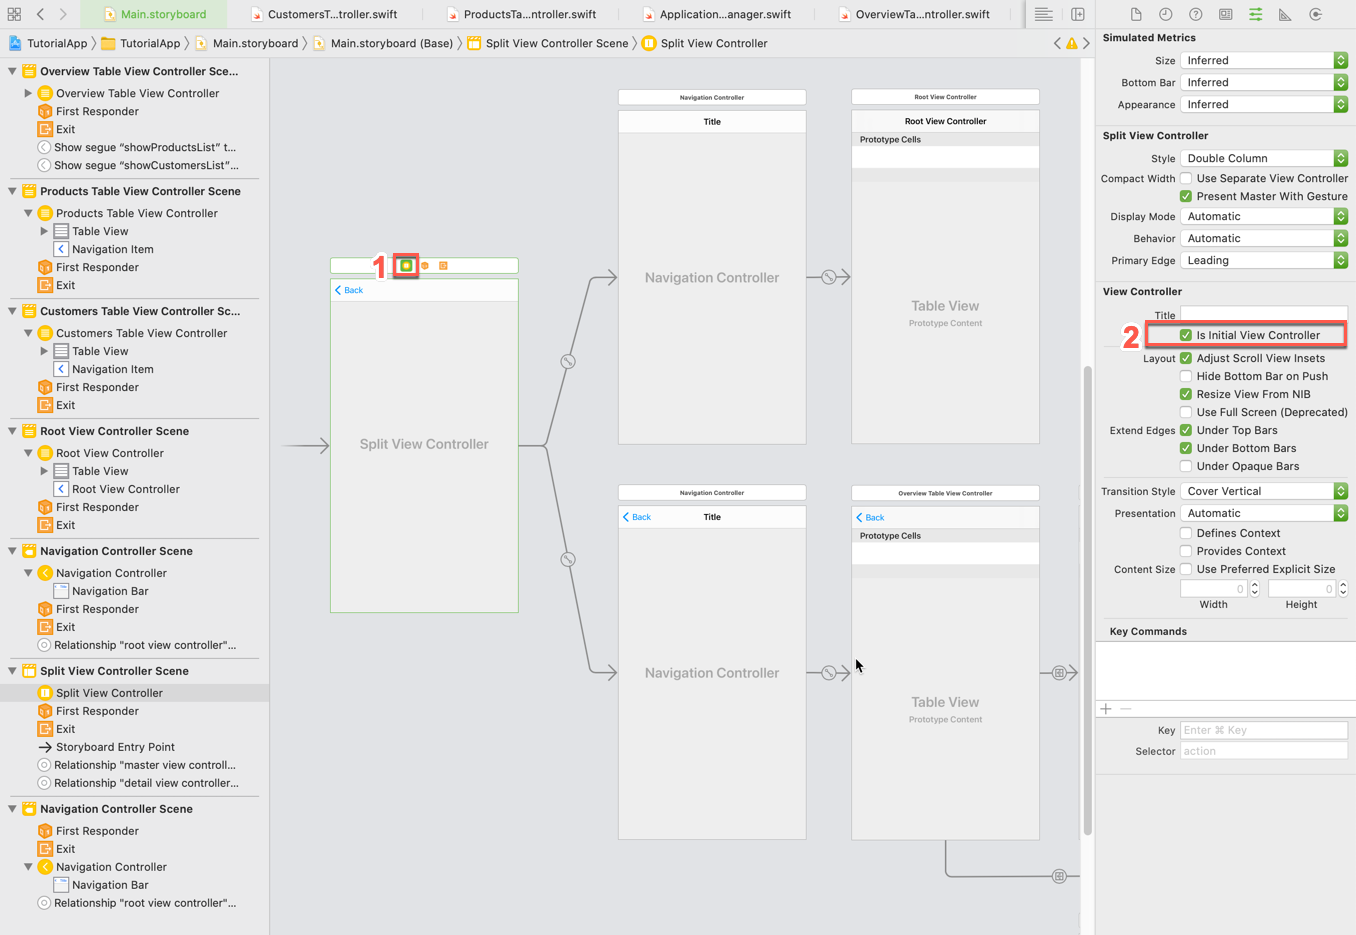 Main.storyboard
CustomersT...troller.swift
ProductsTa...ntroller.swift
Application...anager.swift
OverviewTa...ntroller.swift
TutorialApp
TutorialApp
Main.storyboard
Main.storyboard (Base)
Split View Controller Scene
Split View Controller
Overview Table View Controller Sce...
Overview Table View Controller
First Responder
Exit
Show segue “showProductsList” t...
Show segue “showCustomersList”...
Products Table View Controller Scene
Products Table View Controller
Table View
Navigation Item
First Responder
Exit
Customers Table View Controller Sc...
Customers Table View Controller
Table View
Navigation Item
First Responder
Exit
Root View Controller Scene
Root View Controller
Table View
Root View Controller
First Responder
Exit
Navigation Controller Scene
Navigation Controller
Navigation Bar
First Responder
Exit
Relationship "root view controller"...
Split View Controller Scene
Split View Controller
First Responder
Exit
Storyboard Entry Point
Relationship "master view controll...
Relationship "detail view controller...
Navigation Controller Scene
First Responder
Exit
Navigation Controller
Navigation Bar
Relationship "root view controller"...
1
Back
Split View Controller
Navigation Controller
Title
Navigation Controller
Root View Controller
Root View Controller
Prototype Cells
Table View
Prototype Content
Navigation Controller
Back
Title
Navigation Controller
Overview Table View Controller
Back
Prototype Cells
Table View
Prototype Content
Simulated Metrics
Size Inferred
Bottom Bar Inferred
Appearance Inferred
Split View Controller
Style Double Column
Compact Width Use Separate View Controller
Present Master With Gesture
Display Mode Automatic
Behavior Automatic
Primary Edge Leading
View Controller
Title
2
Is Initial View Controller
Layout Adjust Scroll View Insets
Hide Bottom Bar on Push
Resize View From NIB
Use Full Screen (Deprecated)
Extend Edges Under Top Bars
Under Bottom Bars
Under Opaque Bars
Transition Style Cover Vertical
Presentation Automatic
Defines Context
Provides Context
Content Size Use Preferred Explicit Size
0 0
Width Height
Key Commands
Key Enter ⌘ Key
Selector action